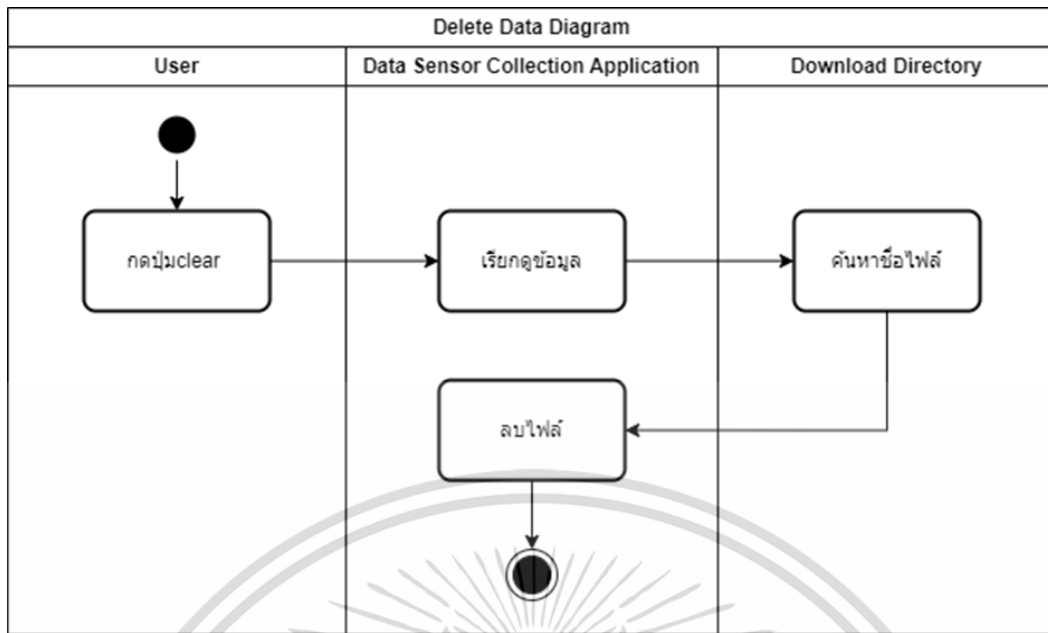 Delete Data Diagram
User
Data Sensor Collection Application
Download Directory
กดปุ่มclear
เรียกดูข้อมูล
ค้นหาชื่อไฟล์
ลบไฟล์